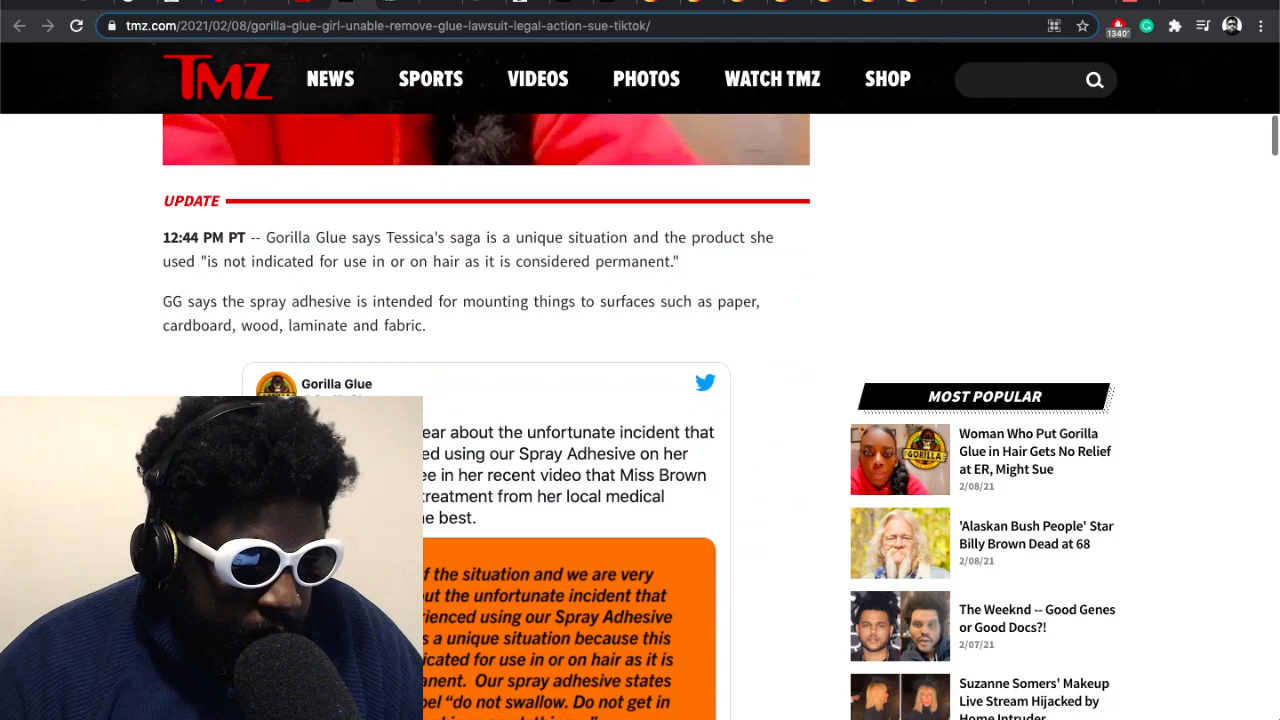 tmz.com/2021/02/08/gorilla-glue-girl-unable-remove-glue-lawsuit-legal-action-sue-tiktok/
1340'
TMZ
NEWS
SPORTS
VIDEOS
PHOTOS
WATCH TMZ
SHOP
UPDATE
12:44 PM PT -- Gorilla Glue says Tessica's saga is a unique situation and the product she
used "is not indicated for use in or on hair as it is considered permanent."
GG says the spray adhesive is intended for mounting things to surfaces such as paper,
cardboard, wood, laminate and fabric.
Gorilla Glue
about the unfortunate incident that
using our Spray Adhesive on her
in her recent video that Miss Brown
treatment from her local medical
best.
the situation and we are very
the unfortunate incident that
using our Spray Adhesive
a unique situation because this
for use in or on hair as it is
Our spray adhesive states
"do not swallow. Do not get in
MOST POPULAR
Woman Who Put Gorilla
Glue in Hair Gets No Relief
at ER, Might Sue
2/08/21
GORILLA
'Alaskan Bush People' Star
Billy Brown Dead at 68
2/08/21
The Weeknd -- Good Genes
or Good Docs?!
2/07/21
Suzanne Somers' Makeup
Live Stream Hijacked by
Home Intruder